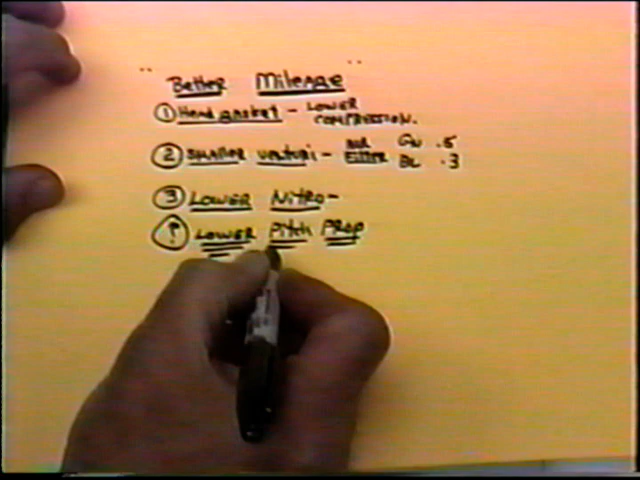 " Better Mileage "
① Head gasket - LOWER
COMPRESSION.
② Smaller venturi - AIR GN .5
FILTER BL .3
③ LOWER NITRO -
? LOWER Pitch PROP